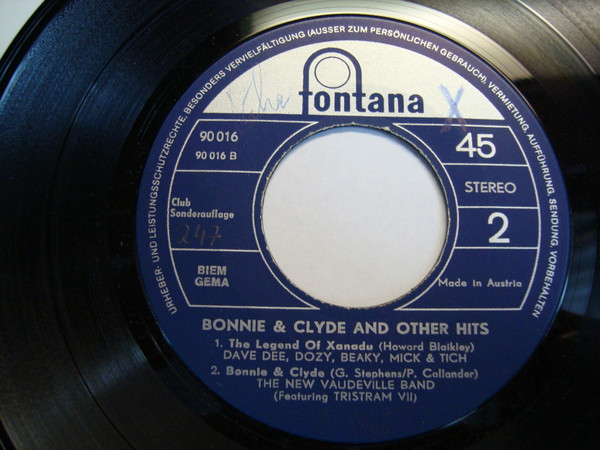 URHEBER- UND LEISTUNGSSCHUTZRECHTE, BESONDERS VERVIELFÄLTIGUNG (AUSSER ZUM PERSÖNLICHEN GEBRAUCH), VERMIETUNG, AUFFÜHRUNG, SENDUNG, VORBEHALTEN
fontana
X
90 016
90 016 B
45
STEREO
Club
Sonderauflage
247
2
BIEM
GEMA
Made in Austria
BONNIE & CLYDE AND OTHER HITS
1. The Legend Of Xanadu (Howard Blaikley)
DAVE DEE, DOZY, BEAKY, MICK & TICH
2. Bonnie & Clyde (G. Stephens/P. Callander)
THE NEW VAUDEVILLE BAND
(Featuring TRISTRAM VII)